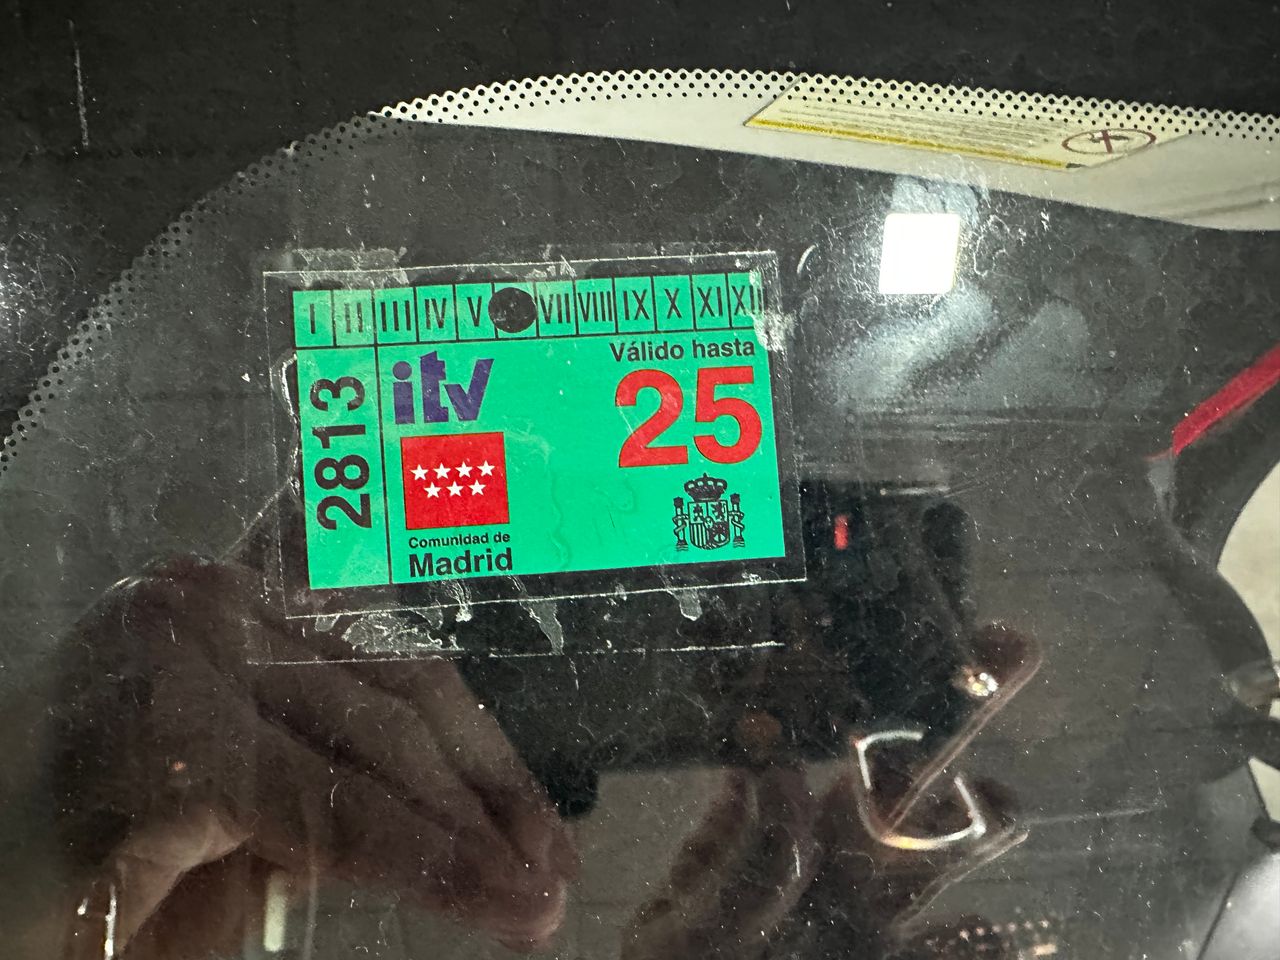 I II III IV V VII VIII IX X XI XII
2813
itv
Válido hasta
25
Comunidad de
Madrid